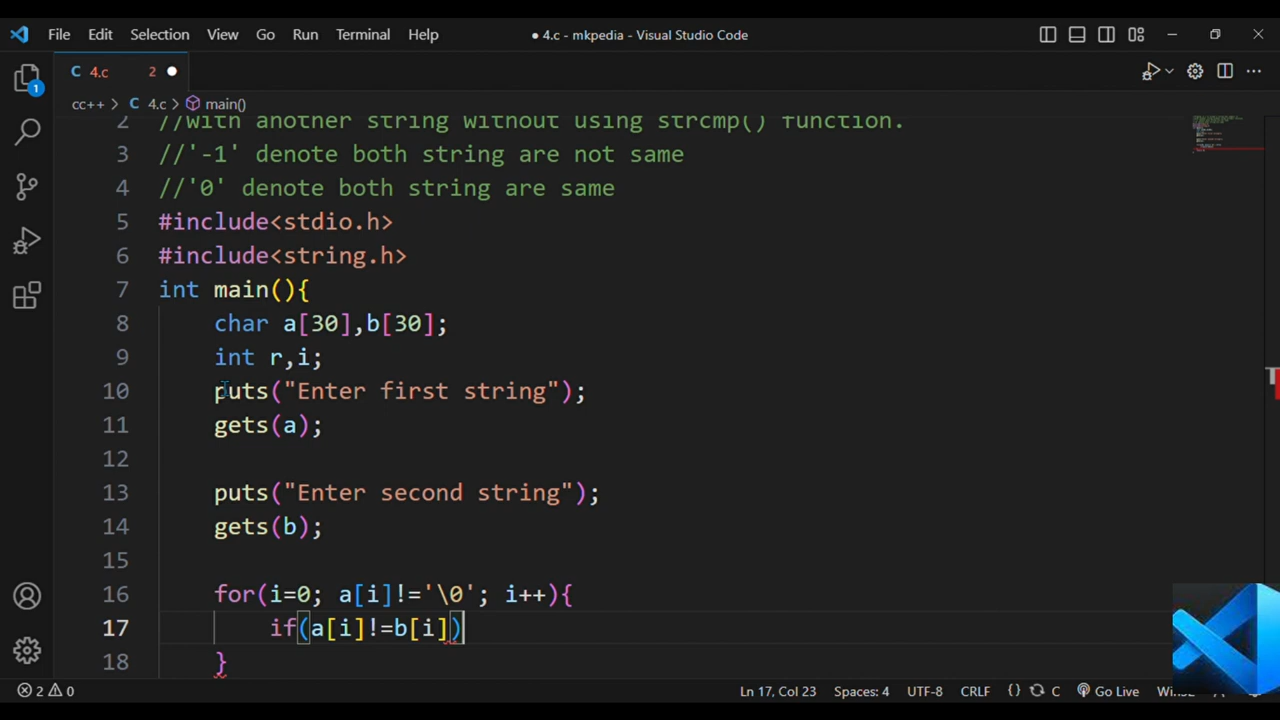 File Edit Selection View Go Run Terminal Help ● 4.c - mkpedia - Visual Studio Code
C 4.c 2 ●
cc++ > C 4.c > main()
2 //with another string without using strcmp() function.
3 //'-1' denote both string are not same
4 //'0' denote both string are same
5 #include<stdio.h>
6 #include<string.h>
7 int main(){
8 char a[30],b[30];
9 int r,i;
10 puts("Enter first string");
11 gets(a);
12
13 puts("Enter second string");
14 gets(b);
15
16 for(i=0; a[i]!='\0'; i++){
17 if(a[i]!=b[i])
18 }
1
2 0 Ln 17, Col 23 Spaces: 4 UTF-8 CRLF {} C Go Live